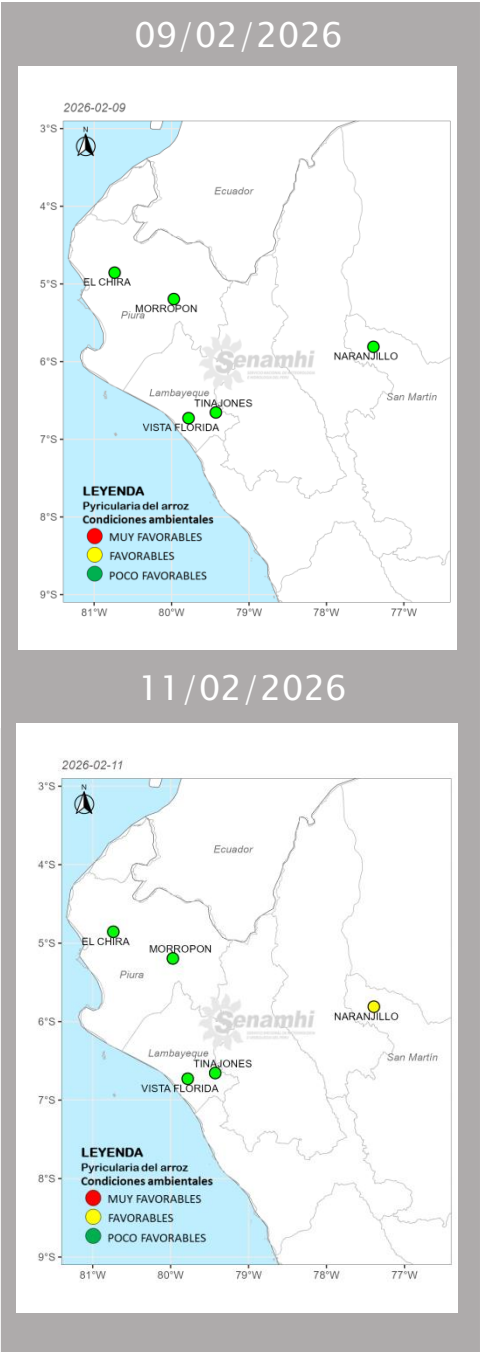 09/02/2026
2026-02-09
N
3°S
4°S
5°S
6°S
7°S
8°S
9°S
Ecuador
EL CHIRA
MORROPON
Piura
Senamhi
NARANJILLO
Lambayeque
TINAJONES
San Martín
VISTA FLORIDA
LEYENDA
Pyricularia del arroz
Condiciones ambientales
MUY FAVORABLES
FAVORABLES
POCO FAVORABLES
81°W
80°W
79°W
78°W
77°W
11/02/2026
2026-02-11
N
3°S
4°S
5°S
6°S
7°S
8°S
9°S
Ecuador
EL CHIRA
MORROPON
Piura
Senamhi
NARANJILLO
Lambayeque
TINAJONES
San Martín
VISTA FLORIDA
LEYENDA
Pyricularia del arroz
Condiciones ambientales
MUY FAVORABLES
FAVORABLES
POCO FAVORABLES
81°W
80°W
79°W
78°W
77°W